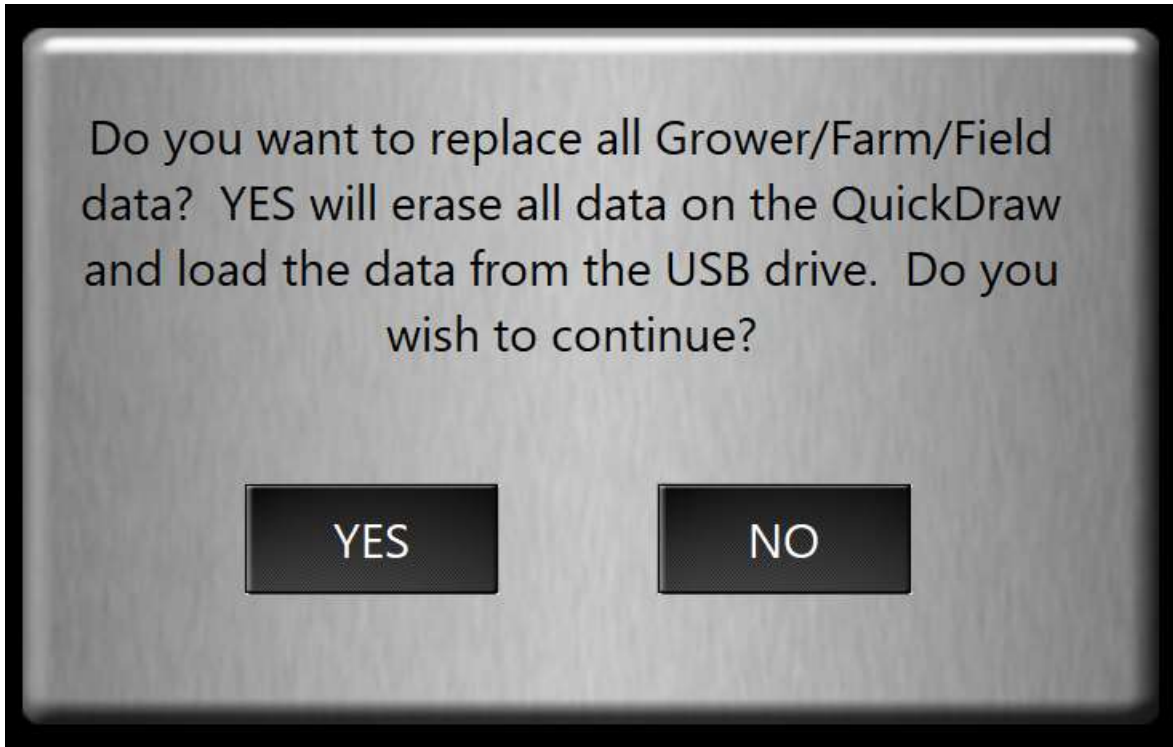 Do you want to replace all Grower/Farm/Field
data?  YES will erase all data on the QuickDraw
and load the data from the USB drive.  Do you
wish to continue?
YES
NO